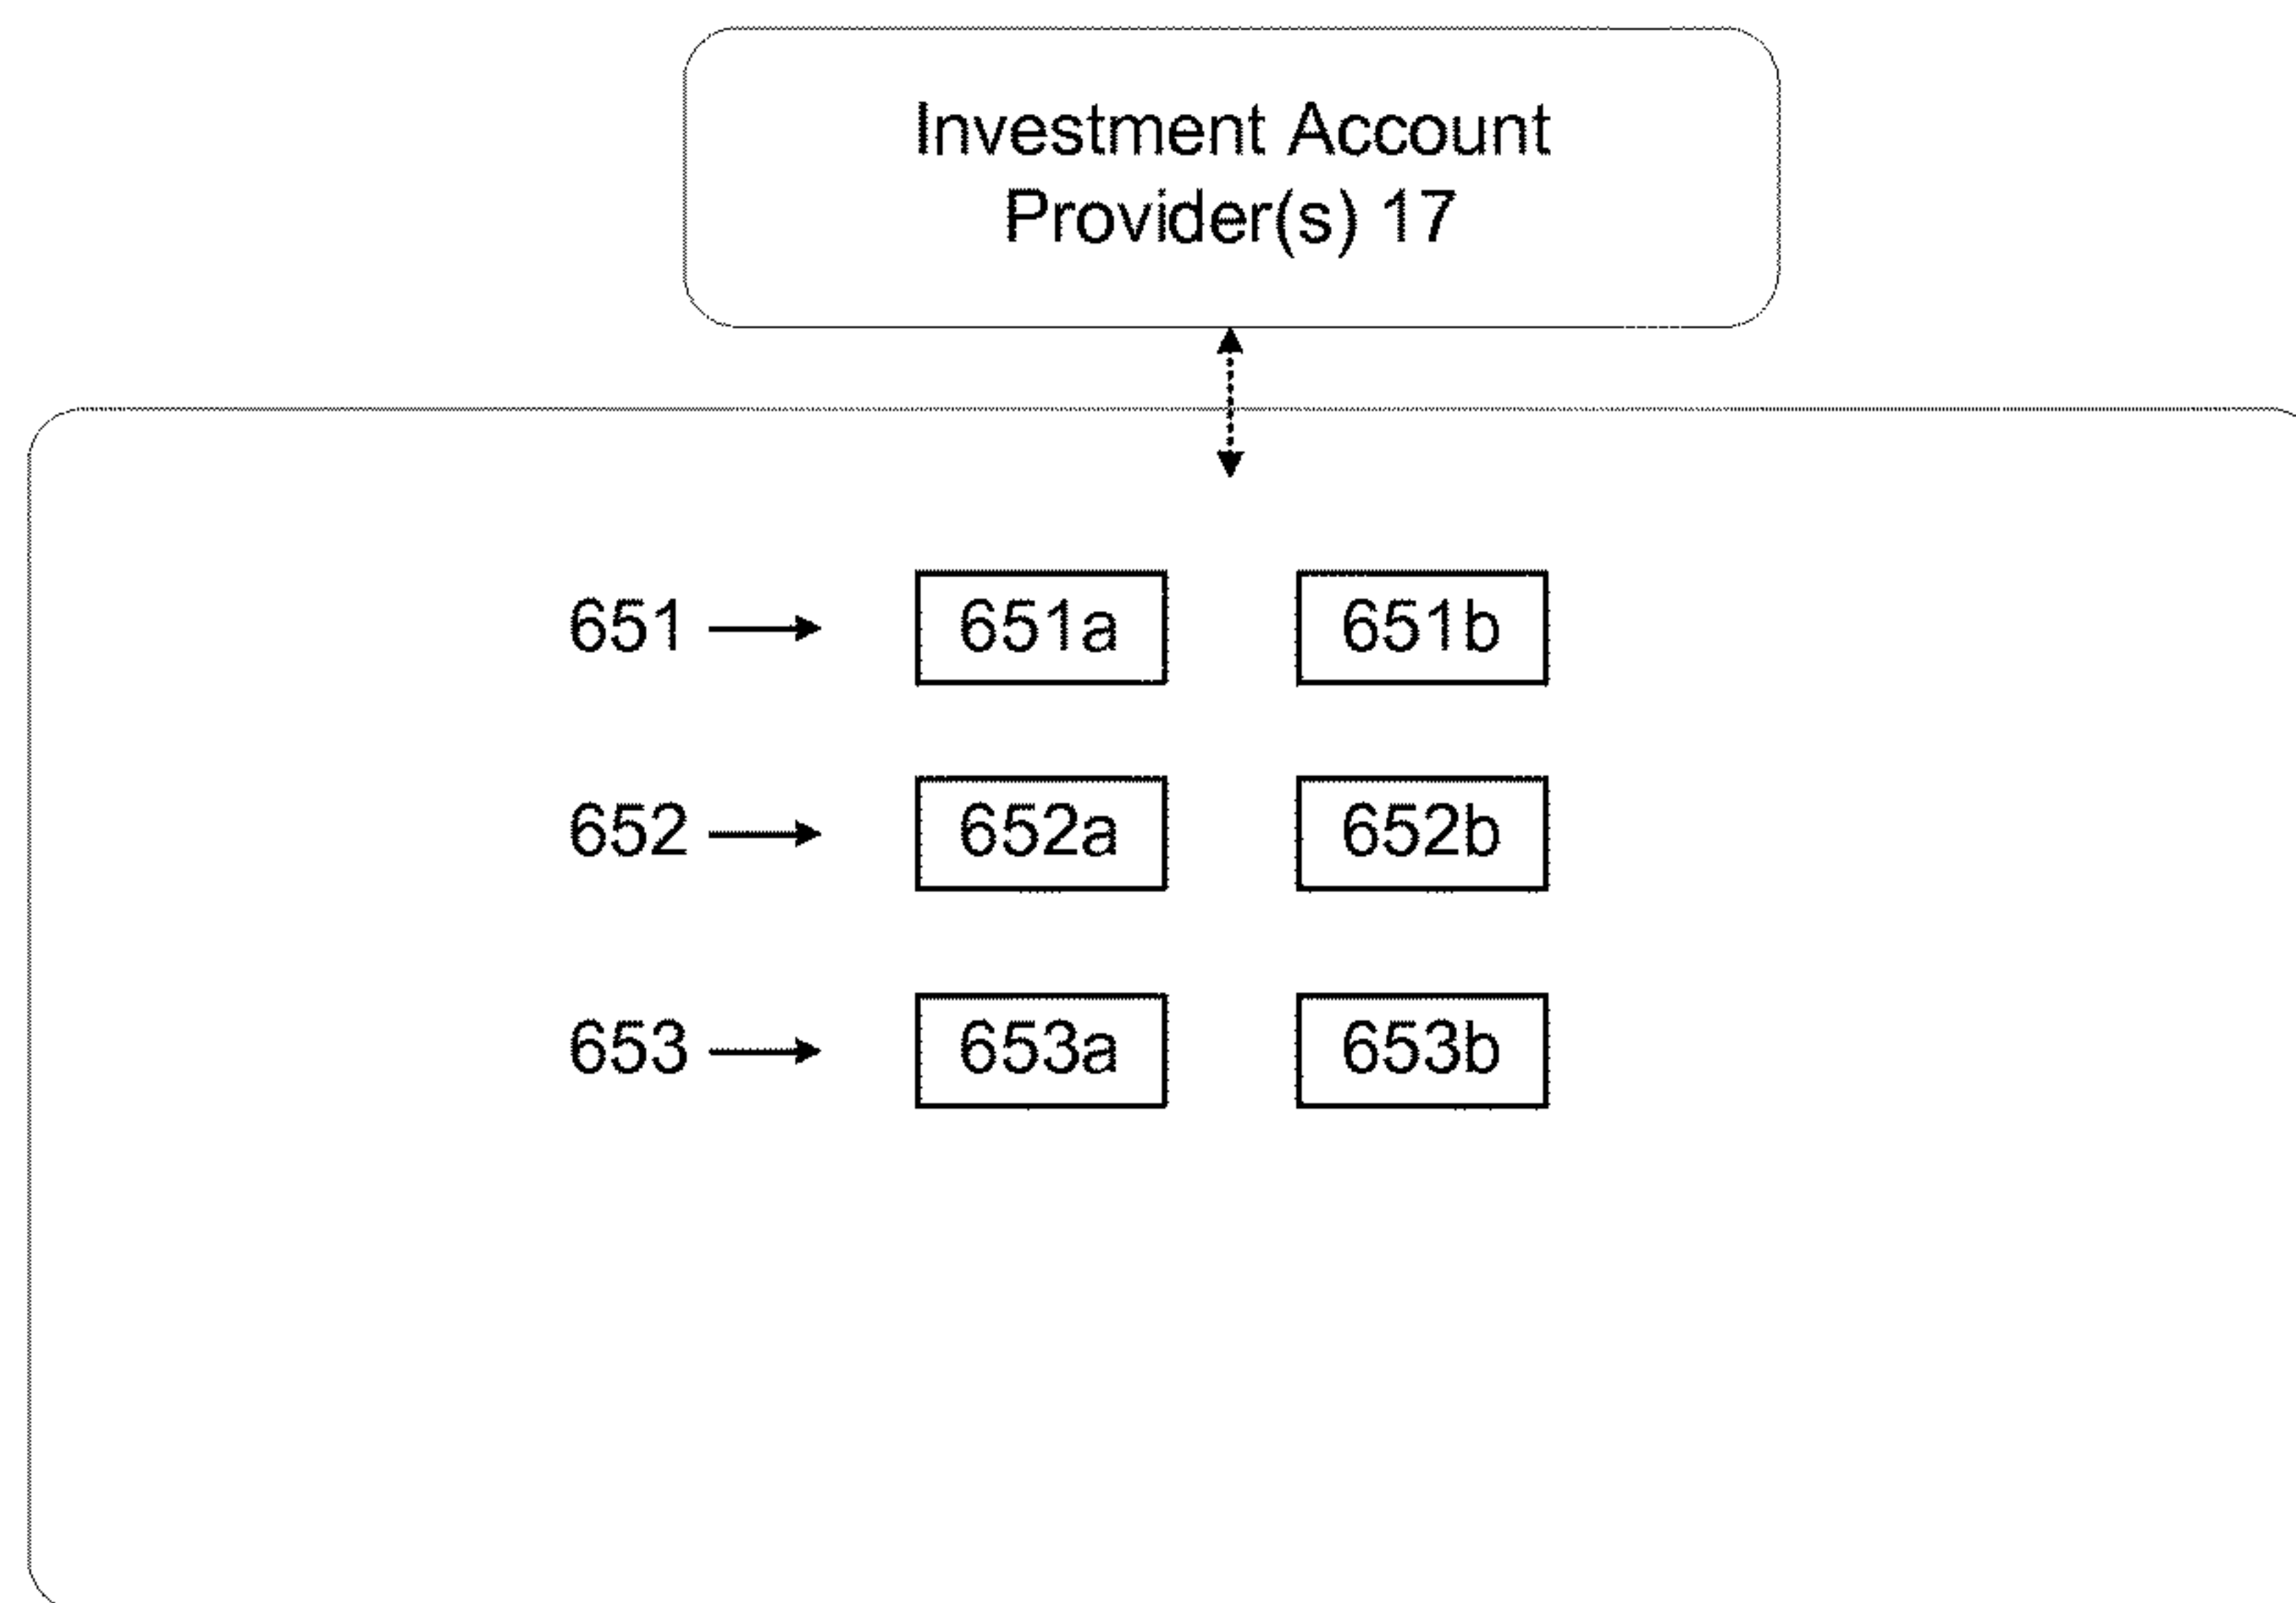 Investment Account
Provider(s) 17
651 651a 651b
652 652a 652b
653 653a 653b